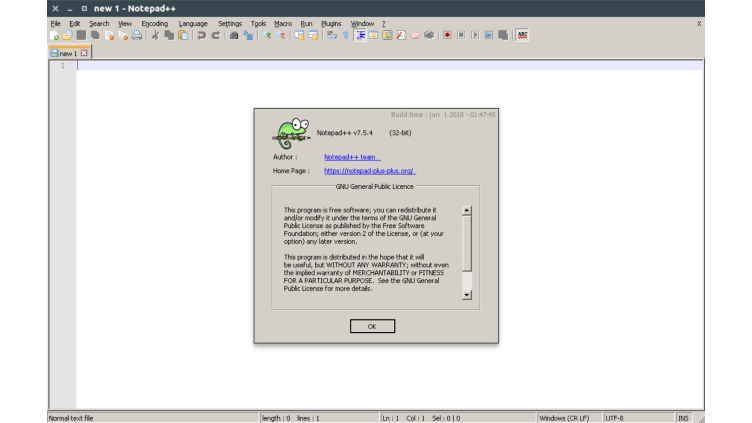 new 1 - Notepad++
File Edit Search View Encoding Language Settings Tools Macro Run Plugins Window ? X
ABC
new 1
1
Build time : Jan 1 2018 - 01:47:45
Notepad++ v7.5.4 (32-bit)
Author : Notepad++ team
Home Page : https://notepad-plus-plus.org/
GNU General Public Licence
This program is free software; you can redistribute it
and/or modify it under the terms of the GNU General
Public License as published by the Free Software
Foundation; either version 2 of the License, or (at your
option) any later version.
This program is distributed in the hope that it will
be useful, but WITHOUT ANY WARRANTY; without even
the implied warranty of MERCHANTABILITY or FITNESS
FOR A PARTICULAR PURPOSE. See the GNU General
Public License for more details.
OK
Normal text file length : 0 lines : 1 Ln : 1 Col : 1 Sel : 0 | 0 Windows (CR LF) UTF-8 INS